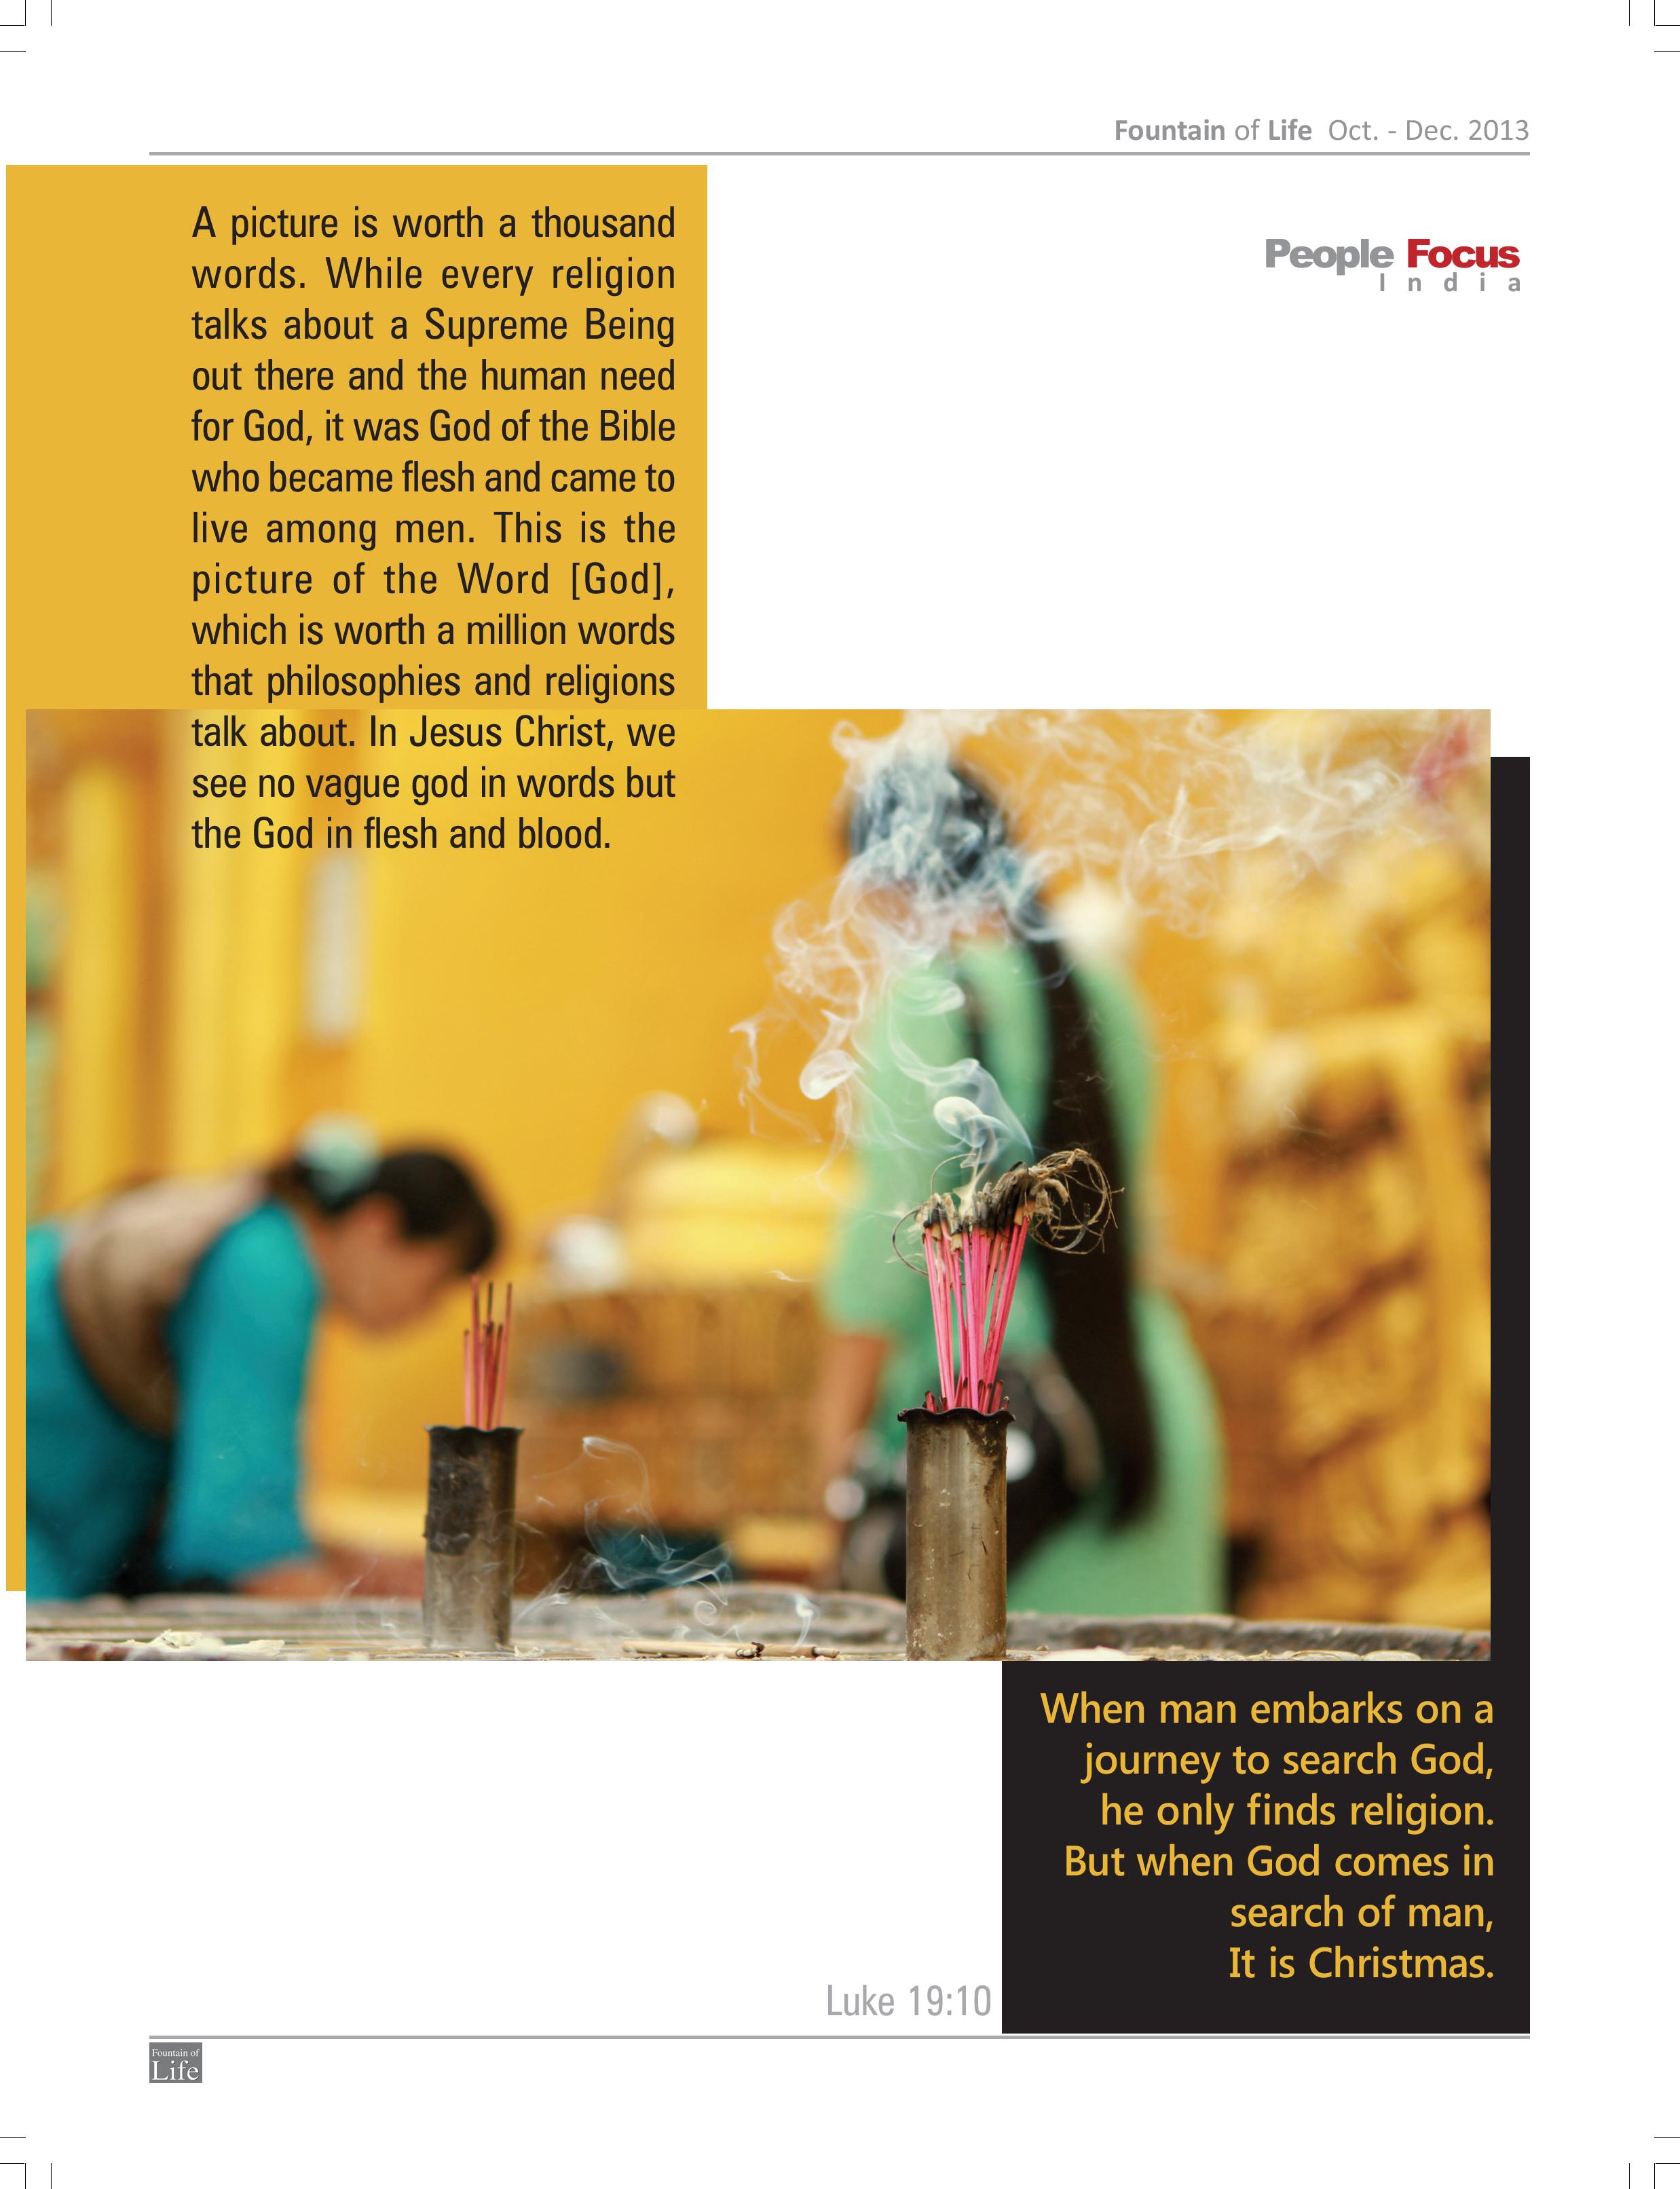 Fountain of Life Oct. - Dec. 2013
A picture is worth a thousand
words. While every religion
talks about a Supreme Being
out there and the human need
for God, it was God of the Bible
who became flesh and came to
live among men. This is the
picture of the Word [God],
which is worth a million words
that philosophies and religions
talk about. In Jesus Christ, we
see no vague god in words but
the God in flesh and blood.
People Focus
India
When man embarks on a
journey to search God,
he only finds religion.
But when God comes in
search of man,
It is Christmas.
Luke 19:10
Fountain of
Life